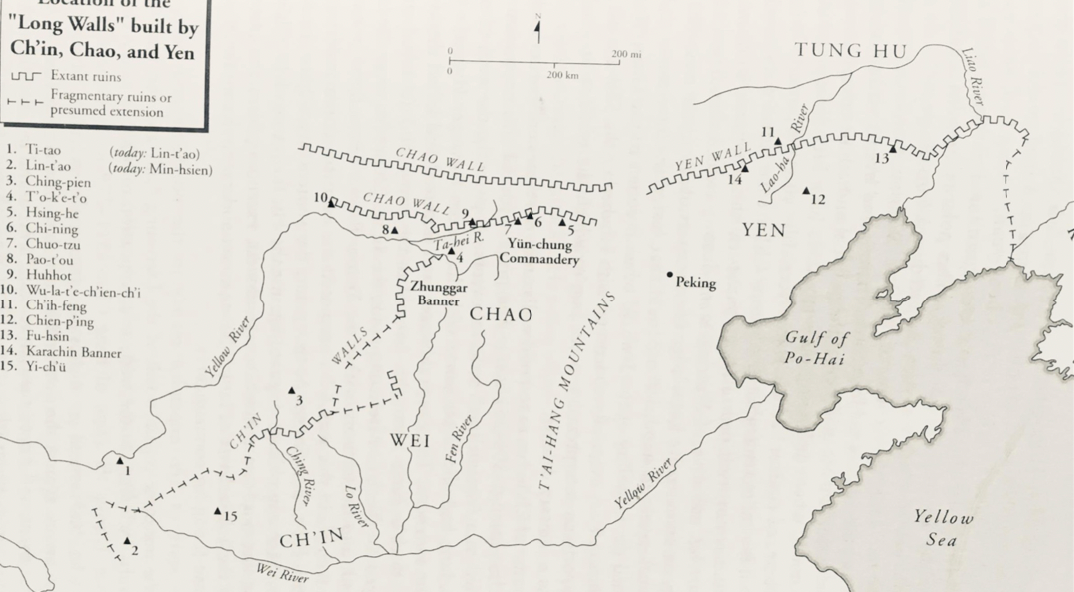 Location of the
"Long Walls" built by
Ch'in, Chao, and Yen
Extant ruins
Fragmentary ruins or
presumed extension
1. Ti-tao (today: Lin-t'ao)
2. Lin-t'ao (today: Min-hsien)
3. Ching-pien
4. T'o-k'e-t'o
5. Hsing-he
6. Chi-ning
7. Chuo-tzu
8. Pao-t'ou
9. Huhhot
10. Wu-la-t'e-ch'ien-ch'i
11. Ch'ih-feng
12. Chien-p'ing
13. Fu-hsin
14. Karachin Banner
15. Yi-ch'ü
N
0 200 mi
0 200 km
TUNG HU
Liao River
CHAO WALL
YEN WALL
11
Lao-ha River
13
14
12
YEN
10
CHAO WALL
9
8
7
6
5
Ta-hei R.
4
Yün-chung
Commandery
Zhunggar
Banner
CHAO
Peking
Gulf of
Po-Hai
Yellow River
CH'IN WALLS
3
T'AI-HANG MOUNTAINS
WEI
Fen River
1
Ching River
Lo River
Yellow River
15
2
CH'IN
Wei River
Yellow
Sea